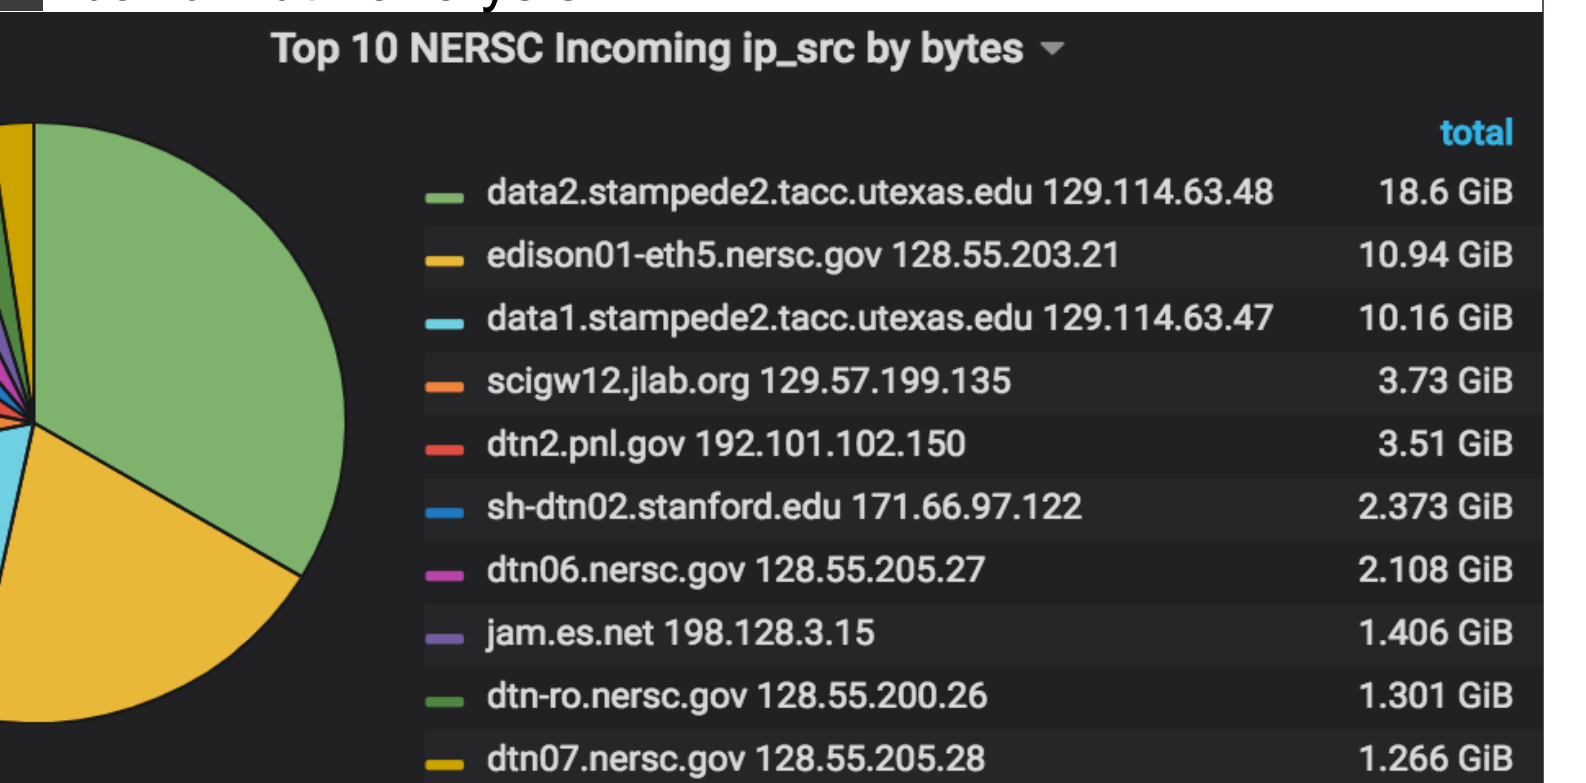 Top 10 NERSC Incoming ip_src by bytes
total
data2.stampede2.tacc.utexas.edu 129.114.63.48 18.6 GiB
edison01-eth5.nersc.gov 128.55.203.21 10.94 GiB
data1.stampede2.tacc.utexas.edu 129.114.63.47 10.16 GiB
scigw12.jlab.org 129.57.199.135 3.73 GiB
dtn2.pnl.gov 192.101.102.150 3.51 GiB
sh-dtn02.stanford.edu 171.66.97.122 2.373 GiB
dtn06.nersc.gov 128.55.205.27 2.108 GiB
jam.es.net 198.128.3.15 1.406 GiB
dtn-ro.nersc.gov 128.55.200.26 1.301 GiB
dtn07.nersc.gov 128.55.205.28 1.266 GiB